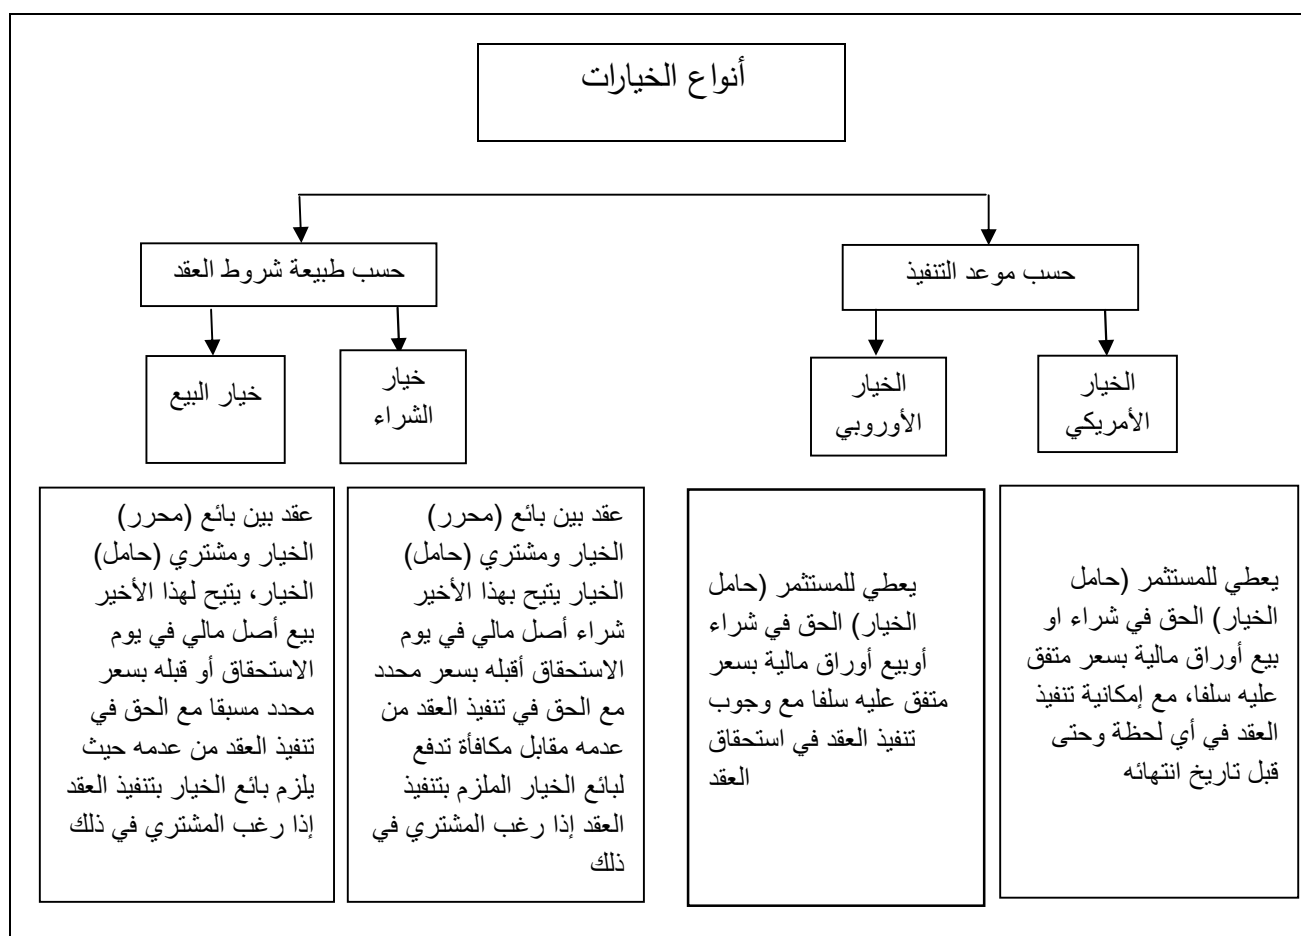 أنواع الخيارات
حسب موعد التنفيذ
حسب طبيعة شروط العقد
الخيار
الأمريكي
الخيار
الأوروبي
خيار
الشراء
خيار البيع
يعطي للمستثمر (حامل
الخيار) الحق في شراء او
بيع أوراق مالية بسعر متفق
عليه سلفا، مع إمكانية تنفيذ
العقد في أي لحظة وحتى
قبل تاريخ انتهائه
يعطي للمستثمر (حامل
الخيار) الحق في شراء
أوبيع أوراق مالية بسعر
متفق عليه سلفا مع وجوب
تنفيذ العقد في استحقاق
العقد
عقد بين بائع (محرر)
الخيار ومشتري (حامل)
الخيار يتيح بهذا الأخير
شراء أصل مالي في يوم
الاستحقاق أقبله بسعر محدد
مع الحق في تنفيذ العقد من
عدمه مقابل مكافأة تدفع
لبائع الخيار الملزم بتنفيذ
العقد إذا رغب المشتري في
ذلك
عقد بين بائع (محرر)
الخيار ومشتري (حامل)
الخيار، يتيح لهذا الأخير
بيع أصل مالي في يوم
الاستحقاق أو قبله بسعر
محدد مسبقا مع الحق في
تنفيذ العقد من عدمه حيث
يلزم بائع الخيار بتنفيذ العقد
إذا رغب المشتري في ذلك